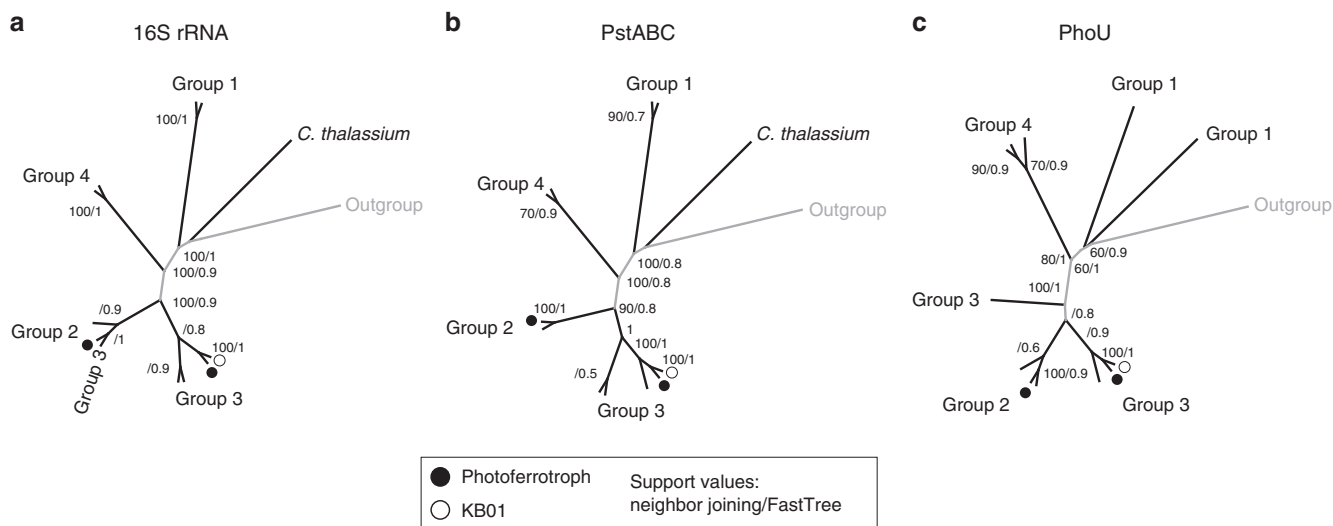 a
16S rRNA
Group 1
100/1
C. thalassium
Group 4
100/1
Outgroup
100/1
100/0.9
100/0.9
/0.9
Group 2
/1
Group 3
/0.8
100/1
/0.9
Group 3
b
PstABC
Group 1
90/0.7
C. thalassium
Group 4
70/0.9
Outgroup
100/0.8
100/0.8
100/1
90/0.8
Group 2
1
100/1
100/1
/0.5
Group 3
c
PhoU
Group 1
Group 4
Group 1
70/0.9
90/0.9
Outgroup
60/0.9
80/1
60/1
100/1
Group 3
/0.8
/0.9
/0.6
100/1
100/0.9
Group 2
Group 3
Photoferrotroph
KB01
Support values:
neighbor joining/FastTree